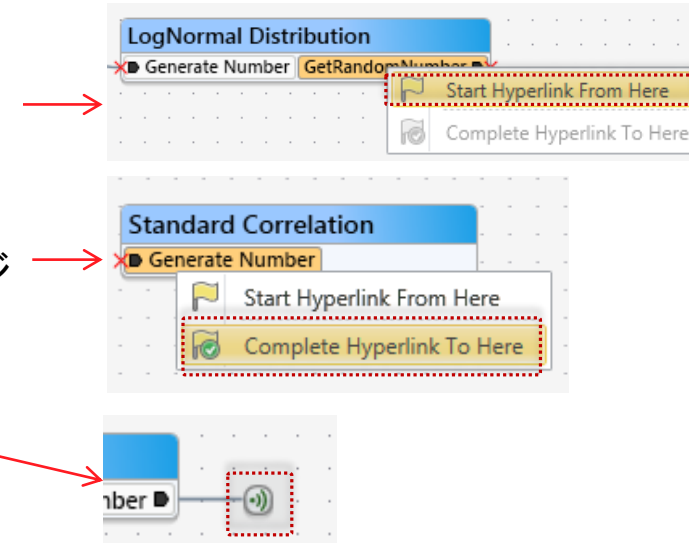 LogNormal Distribution
Generate Number GetRandomNumber
Start Hyperlink From Here
Complete Hyperlink To Here
Standard Correlation
じ
Generate Number
Start Hyperlink From Here
Complete Hyperlink To Here
nber